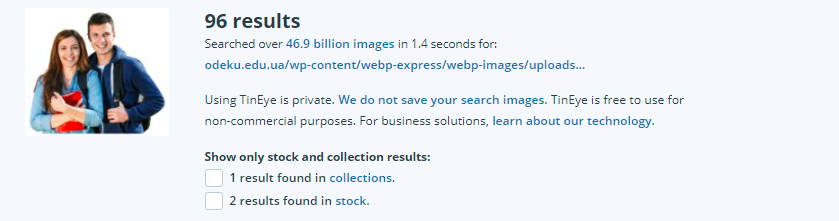 96 results
Searched over 46.9 billion images in 1.4 seconds for:
odeku.edu.ua/wp-content/webp-express/webp-images/uploads...
Using TinEye is private. We do not save your search images. TinEye is free to use for
non-commercial purposes. For business solutions, learn about our technology.
Show only stock and collection results:
1 result found in collections.
2 results found in stock.